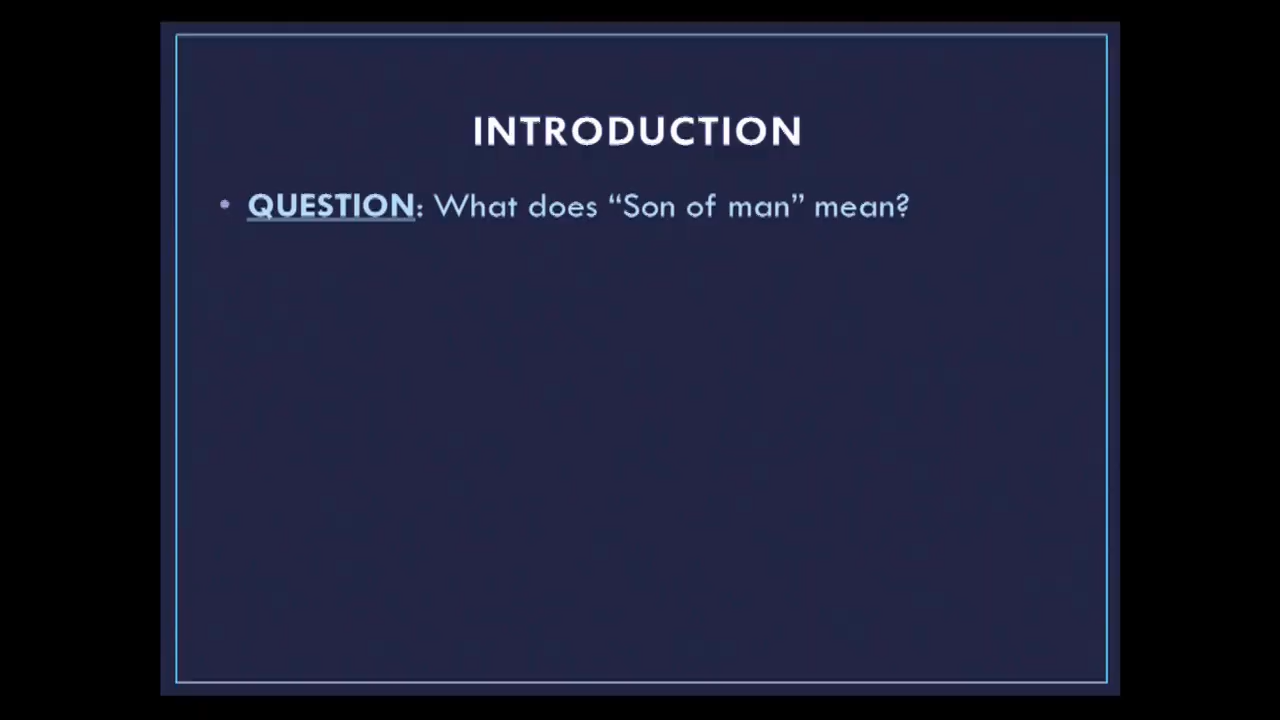 INTRODUCTION
• QUESTION: What does “Son of man” mean?